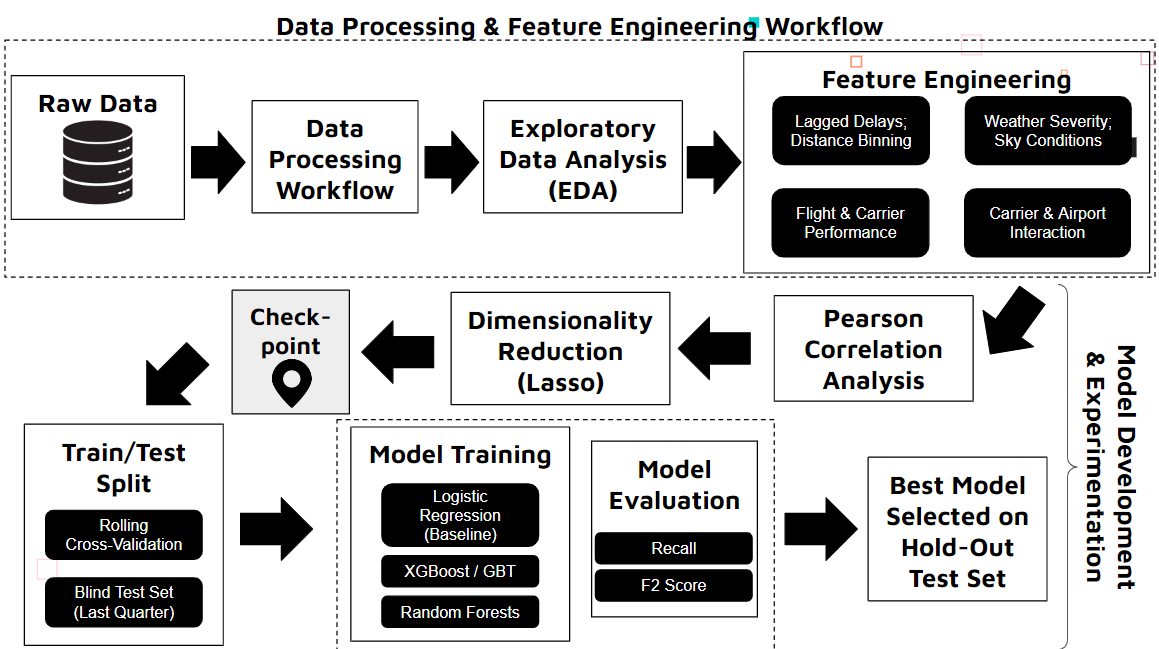 Data Processing & Feature Engineering Workflow
Raw Data
Data
Processing
Workflow
Exploratory
Data Analysis
(EDA)
Feature Engineering
Lagged Delays;
Distance Binning
Weather Severity;
Sky Conditions
Flight & Carrier
Performance
Carrier & Airport
Interaction
Pearson
Correlation
Analysis
Dimensionality
Reduction
(Lasso)
Check-
point
Train/Test
Split
Rolling
Cross-Validation
Blind Test Set
(Last Quarter)
Model Training
Logistic
Regression
(Baseline)
XGBoost / GBT
Random Forests
Model
Evaluation
Recall
F2 Score
Best Model
Selected on
Hold-Out
Test Set
Model Development
& Experimentation